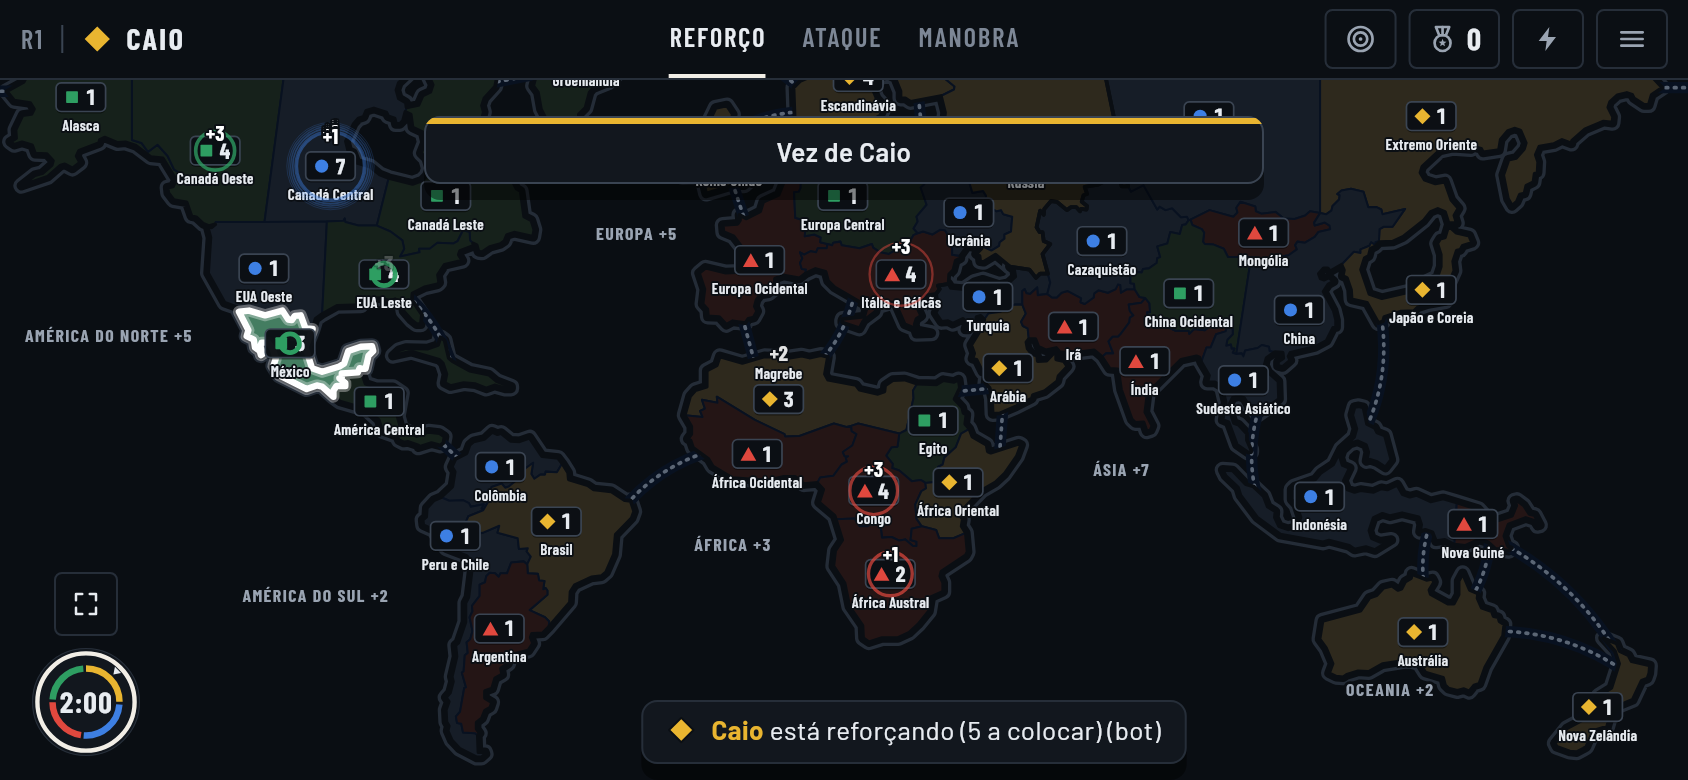 R1
CAIO
REFORÇO
ATAQUE
MANOBRA
0
Vez de Caio
Groenlândia
4
Escandinávia
1
Alasca
+3
4
Canadá Oeste
+1
7
Canadá Central
1
Canadá Leste
Reino Unido
1
Europa Central
Rússia
1
Extremo Oriente
EUROPA +5
1
Ucrânia
1
Cazaquistão
1
Mongólia
1
EUA Oeste
EUA Leste
1
Europa Ocidental
+3
4
Itália e Bálcãs
1
Turquia
1
China Ocidental
1
China
1
Japão e Coreia
AMÉRICA DO NORTE +5
México
1
Irã
1
Índia
+2
Magrebe
3
1
Arábia
1
Sudeste Asiático
1
América Central
1
Egito
1
Colômbia
1
África Ocidental
+3
4
Congo
1
África Oriental
ÁSIA +7
1
Indonésia
1
Nova Guiné
1
Peru e Chile
1
Brasil
ÁFRICA +3
+1
2
África Austral
AMÉRICA DO SUL +2
1
Argentina
1
Austrália
OCEANIA +2
1
Nova Zelândia
2:00
Caio está reforçando (5 a colocar) (bot)